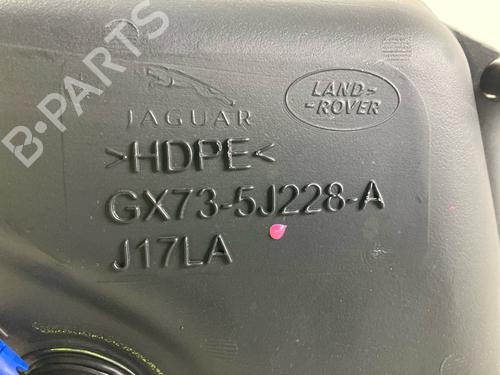 B-PARTS
JAGUAR
LAND>
-ROVER
>HDPE<
GX73-5J228-A
J17LA